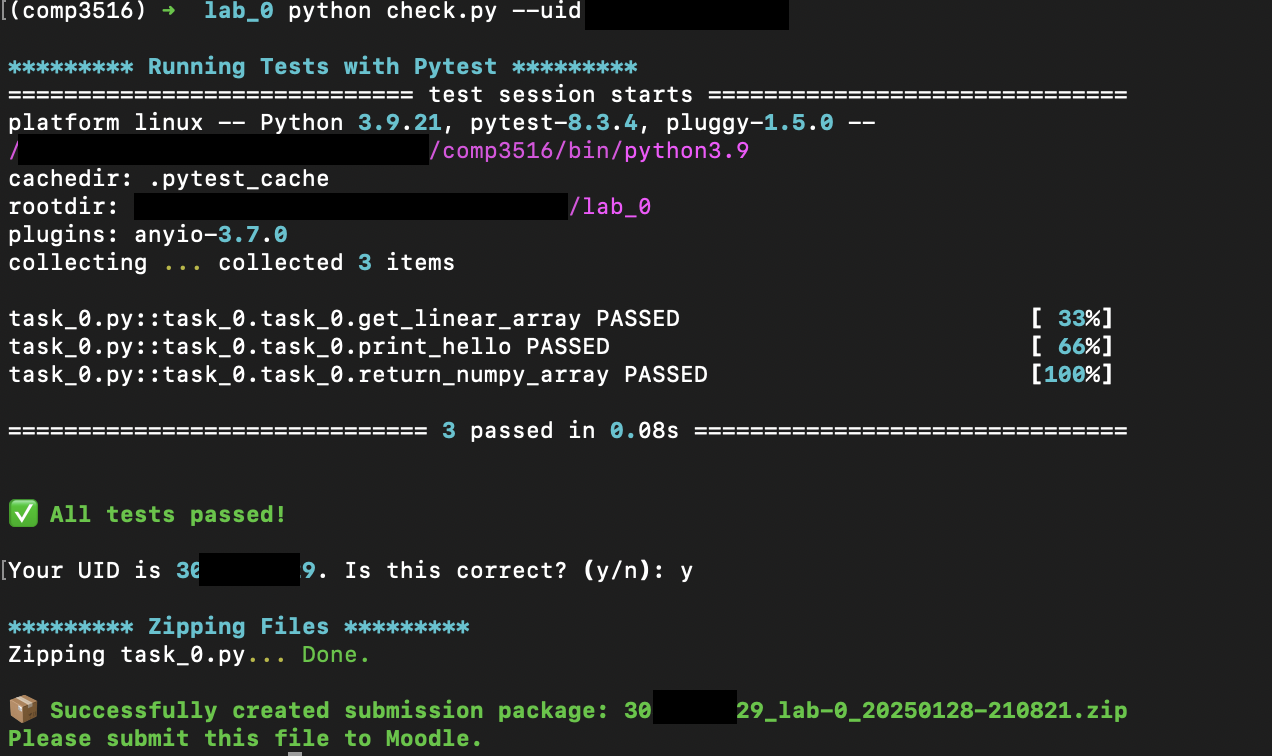 [(comp3516) → lab_0 python check.py --uid
********* Running Tests with Pytest *********
============================= test session starts ==============================
platform linux -- Python 3.9.21, pytest-8.3.4, pluggy-1.5.0 --
/ /comp3516/bin/python3.9
cachedir: .pytest_cache
rootdir: /lab_0
plugins: anyio-3.7.0
collecting ... collected 3 items
task_0.py::task_0.task_0.get_linear_array PASSED [ 33%]
task_0.py::task_0.task_0.print_hello PASSED [ 66%]
task_0.py::task_0.task_0.return_numpy_array PASSED [100%]
============================== 3 passed in 0.08s ===============================
✅ All tests passed!
[Your UID is 30 9. Is this correct? (y/n): y
********* Zipping Files *********
Zipping task_0.py... Done.
📦 Successfully created submission package: 30 29_lab-0_20250128-210821.zip
Please submit this file to Moodle.